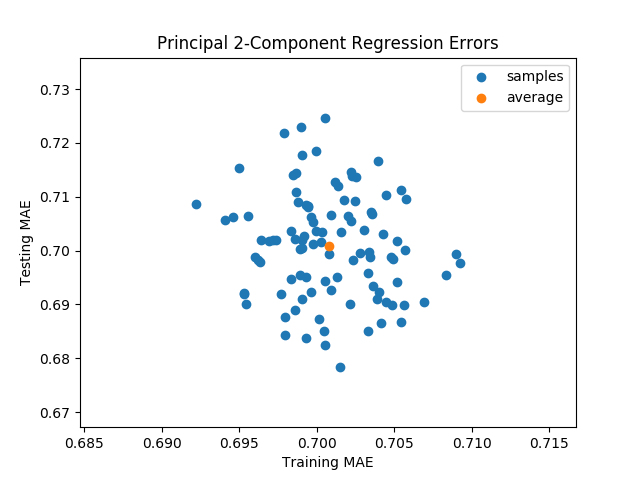 Principal 2-Component Regression Errors
samples
average
0.73
0.72
0.71
0.70
0.69
0.68
0.67
Testing MAE
0.685 0.690 0.695 0.700 0.705 0.710 0.715
Training MAE